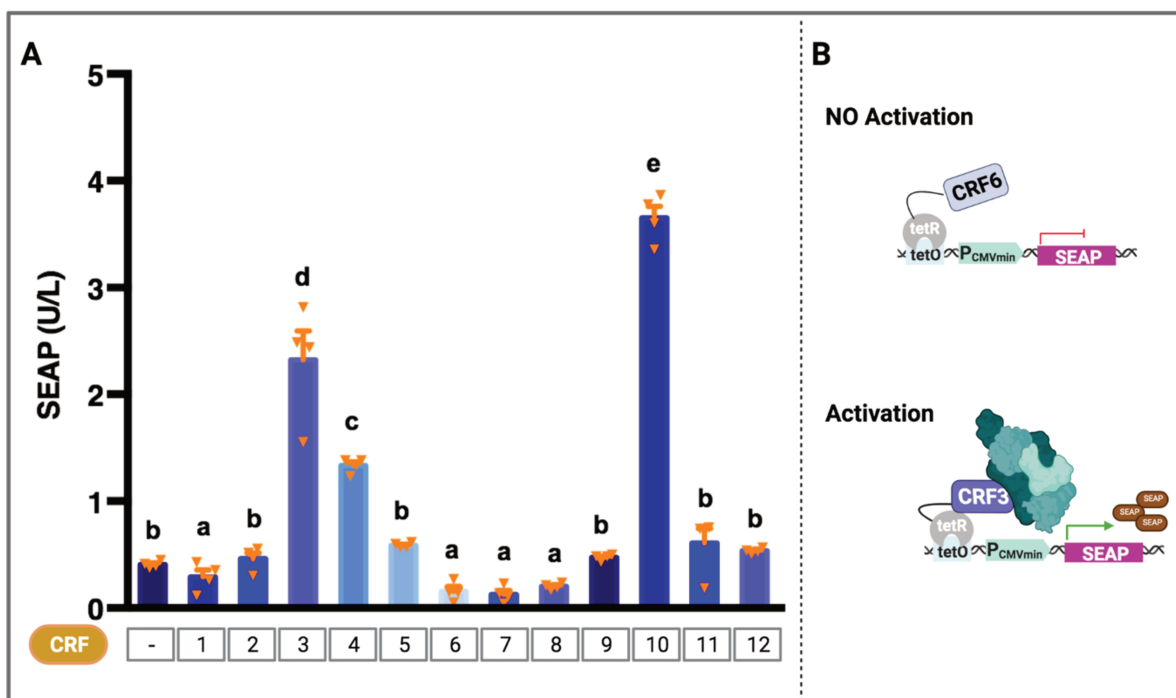 A
SEAP (U/L)
5
4
3
2
1
0
b
a
b
d
c
b
a
a
a
b
e
b
b
CRF
-
1
2
3
4
5
6
7
8
9
10
11
12
B
NO Activation
CRF6
tetR
tetO
PCMVmin
SEAP
Activation
CRF3
tetR
tetO
PCMVmin
SEAP
SEAP
SEAP
SEAP